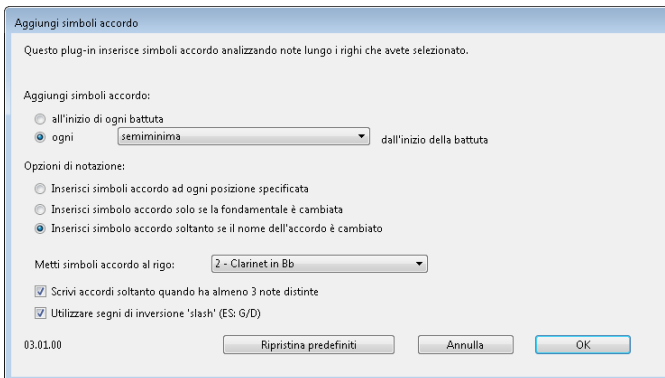 Aggiungi simboli accordo
Questo plug-in inserisce simboli accordo analizzando note lungo i righi che avete selezionato.
Aggiungi simboli accordo:
all'inizio di ogni battuta
ogni semiminima dall'inizio della battuta
Opzioni di notazione:
Inserisci simboli accordo ad ogni posizione specificata
Inserisci simbolo accordo solo se la fondamentale è cambiata
Inserisci simbolo accordo soltanto se il nome dell'accordo è cambiato
Metti simboli accordo al rigo: 2 - Clarinet in Bb
Scrivi accordi soltanto quando ha almeno 3 note distinte
Utilizzare segni di inversione 'slash' (ES: G/D)
03.01.00 Ripristina predefiniti Annulla OK